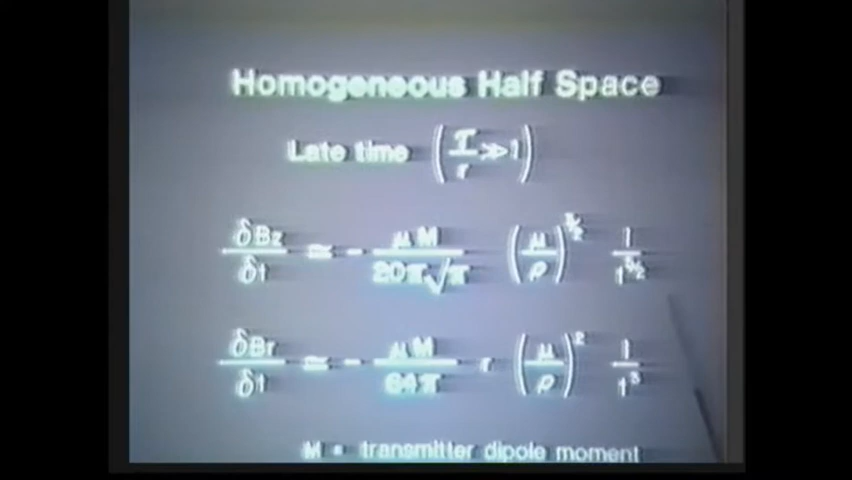 Homogeneous Half Space
Late time (τ/r ≫ 1)
δBz/δt ≅ − μM/20π√π (μ/ρ)^3/2 1/t^5/2
δBr/δt ≅ − μM/64π r (μ/ρ)^2 1/t^3
M = transmitter dipole moment